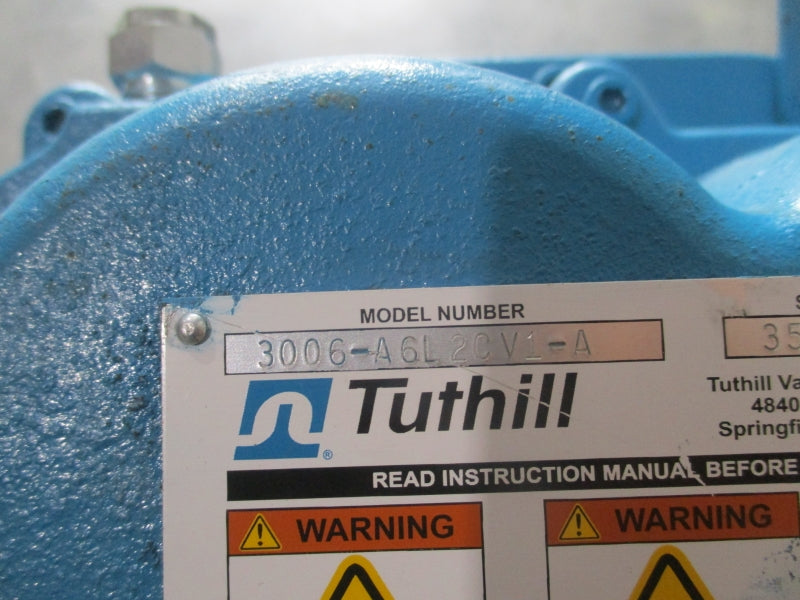 MODEL NUMBER
3006-A6L2CV1-A
S
35
Tuthill
®
Tuthill Va
4840
Springfi
READ INSTRUCTION MANUAL BEFORE
WARNING
WARNING